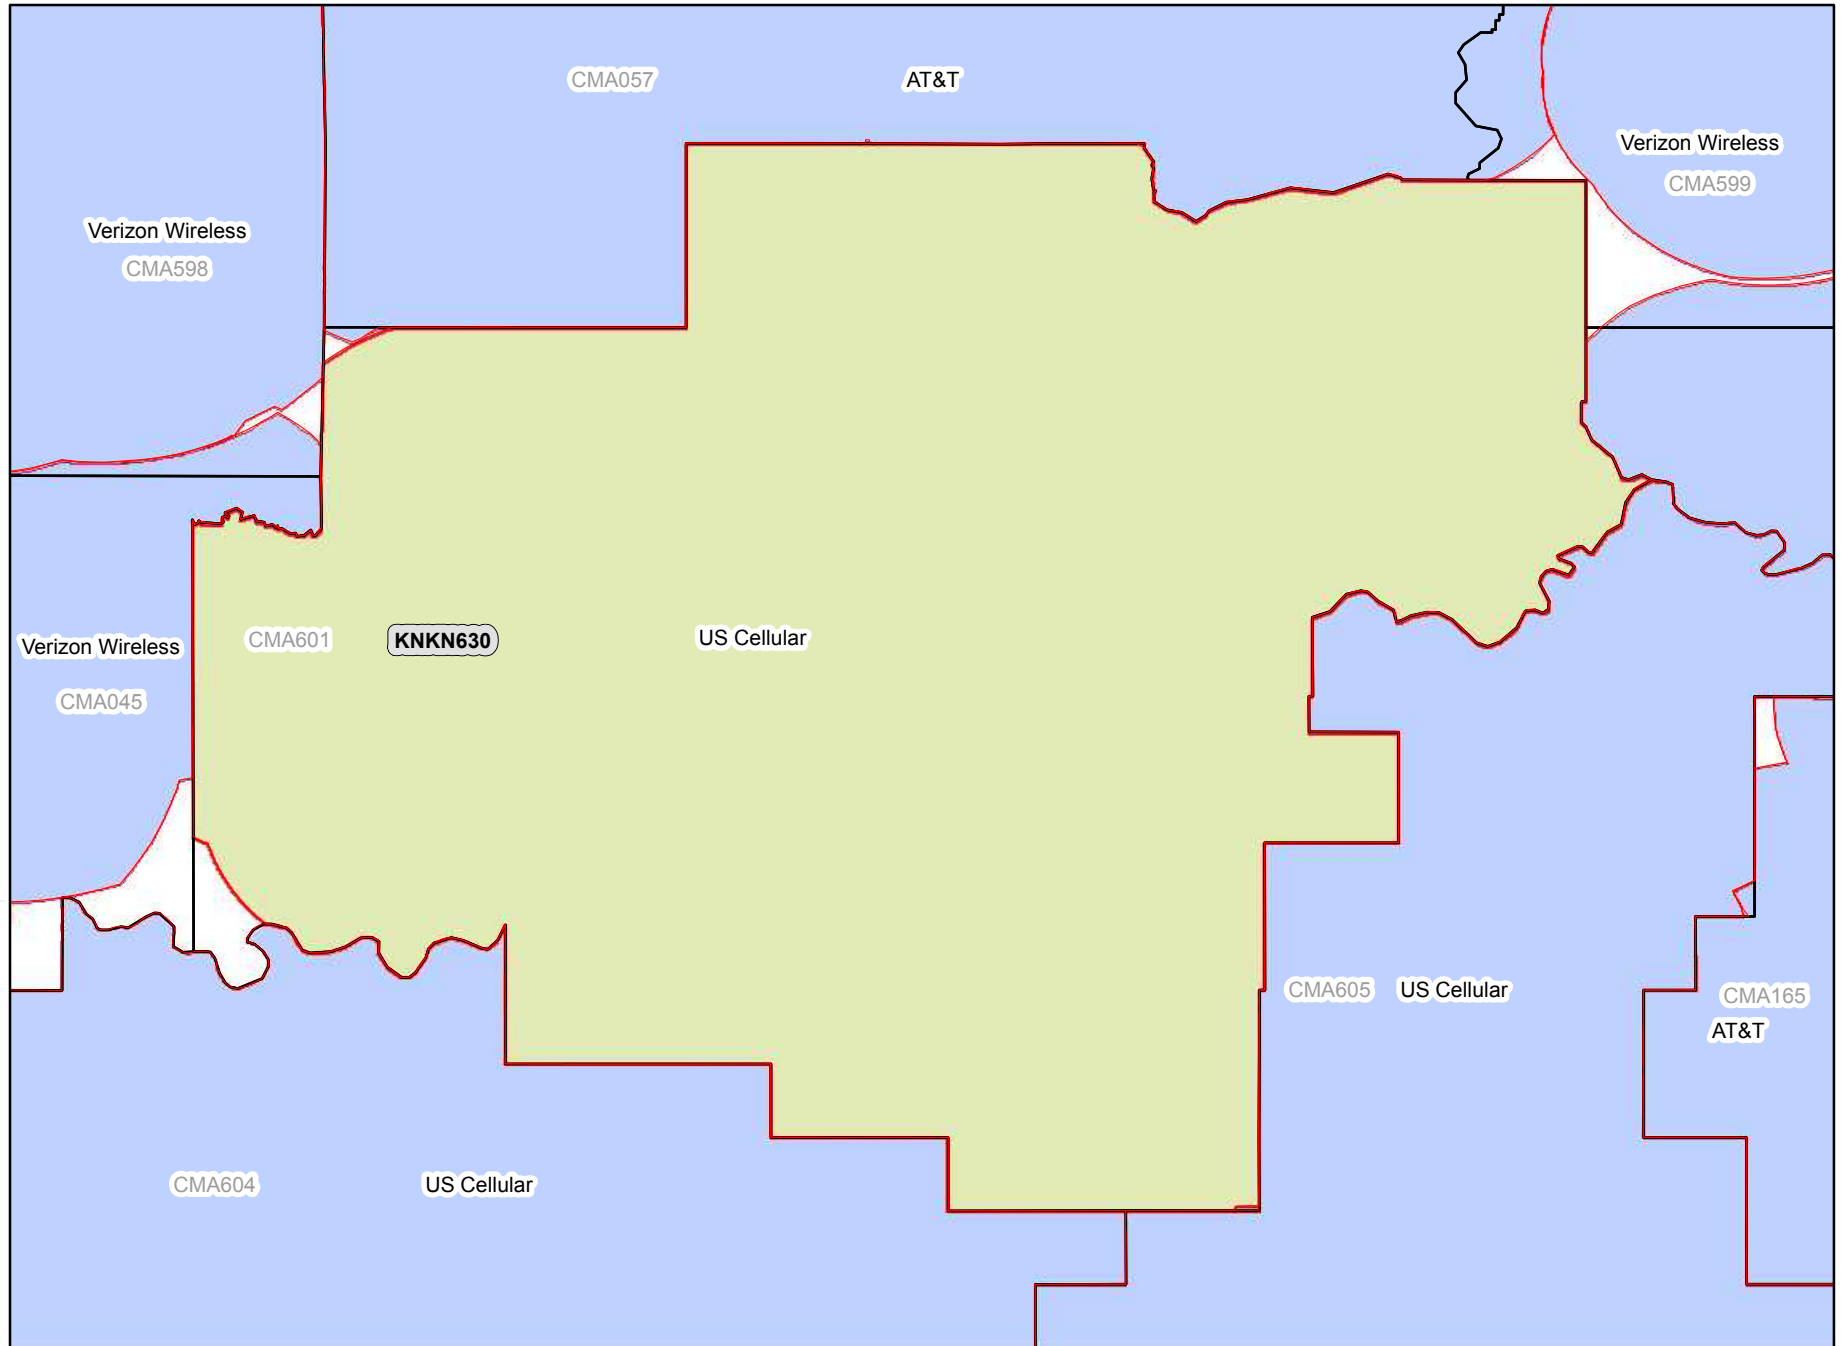 CMA057
AT&T
Verizon Wireless
CMA599
Verizon Wireless
CMA598
Verizon Wireless
CMA045
CMA601
KNKN630
US Cellular
CMA605
US Cellular
CMA165
AT&T
CMA604
US Cellular